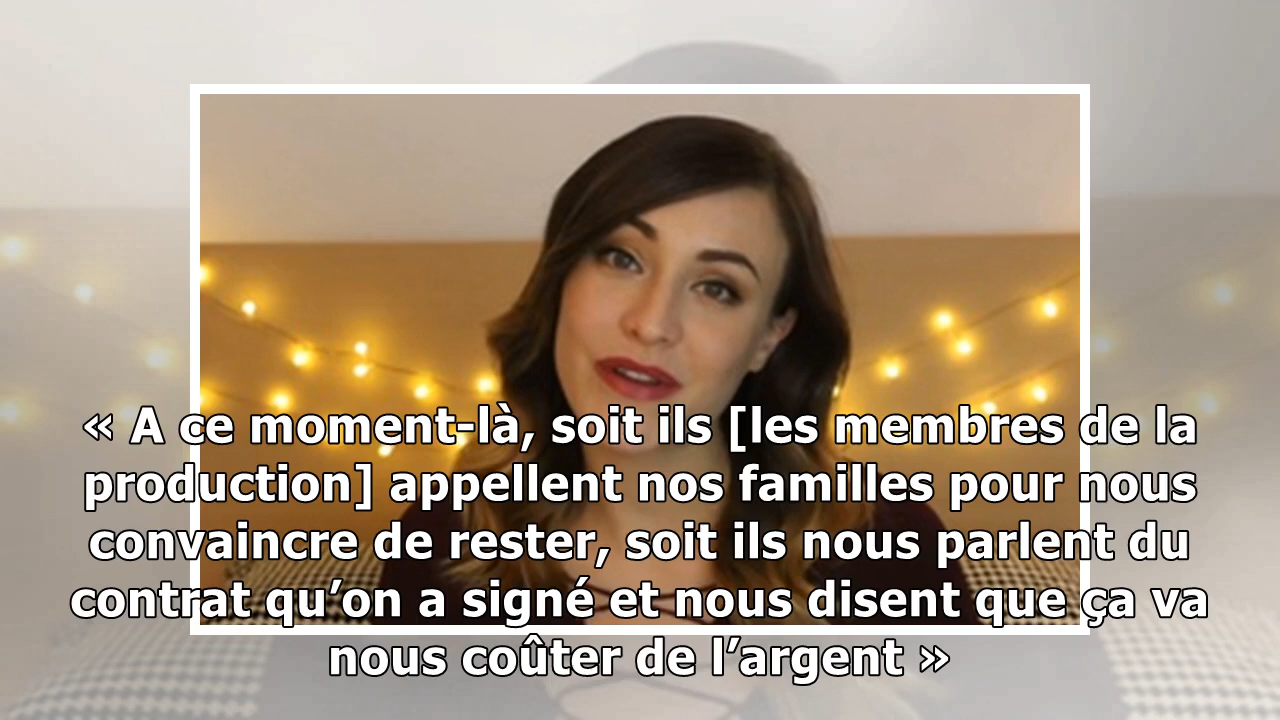 « A ce moment-là, soit ils [les membres de la
production] appellent nos familles pour nous
convaincre de rester, soit ils nous parlent du
contrat qu’on a signé et nous disent que ça va
nous coûter de l’argent »